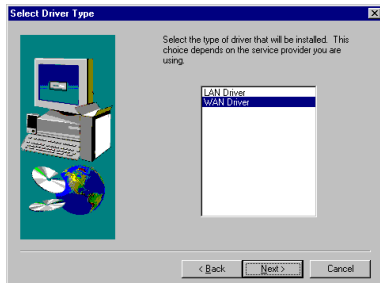 Select Driver Type
Select the type of driver that will be installed. This
choice depends on the service provider you are
using.
LAN Driver
WAN Driver
< Back
Next >
Cancel